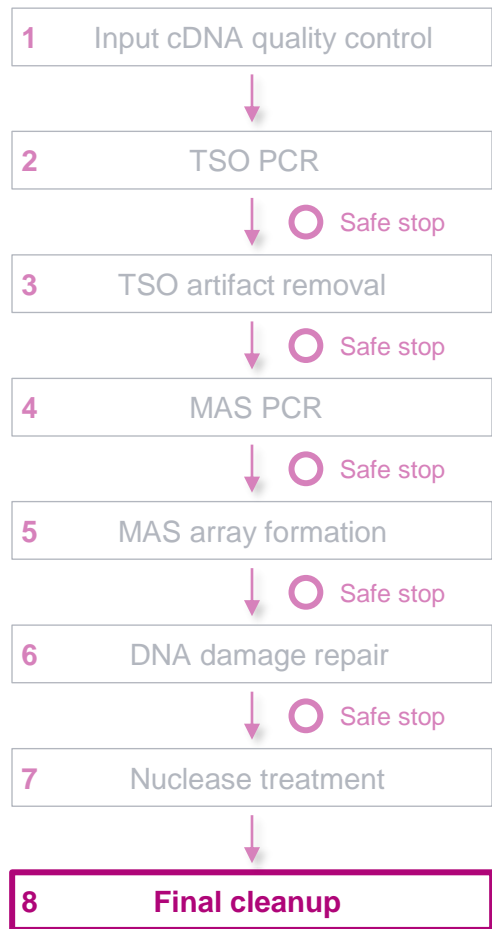 1 Input cDNA quality control
2 TSO PCR
Safe stop
3 TSO artifact removal
Safe stop
4 MAS PCR
Safe stop
5 MAS array formation
Safe stop
6 DNA damage repair
Safe stop
7 Nuclease treatment
8 Final cleanup